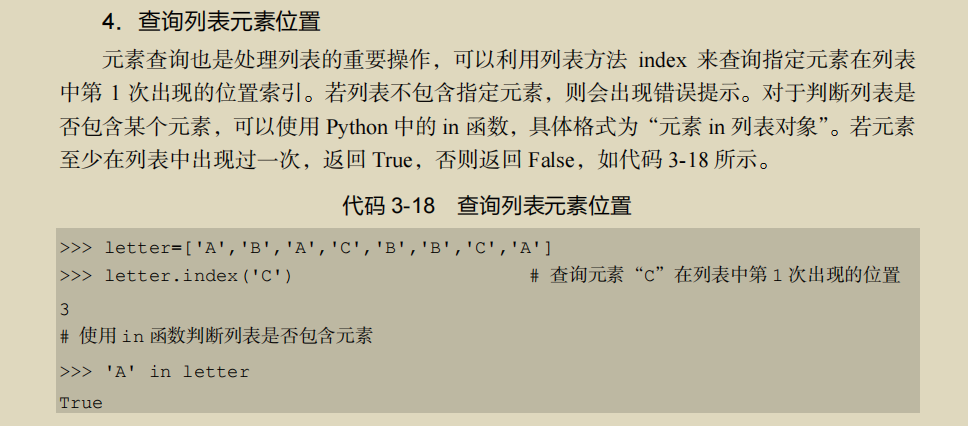 4．查询列表元素位置
元素查询也是处理列表的重要操作，可以利用列表方法 index 来查询指定元素在列表
中第 1 次出现的位置索引。若列表不包含指定元素，则会出现错误提示。对于判断列表是
否包含某个元素，可以使用 Python 中的 in 函数，具体格式为“元素 in 列表对象”。若元素
至少在列表中出现过一次，返回 True，否则返回 False，如代码 3-18 所示。
代码 3-18　查询列表元素位置
>>> letter=['A','B','A','C','B','B','C','A']
>>> letter.index('C') # 查询元素“C”在列表中第 1 次出现的位置
3
# 使用 in 函数判断列表是否包含元素
>>> 'A' in letter
True